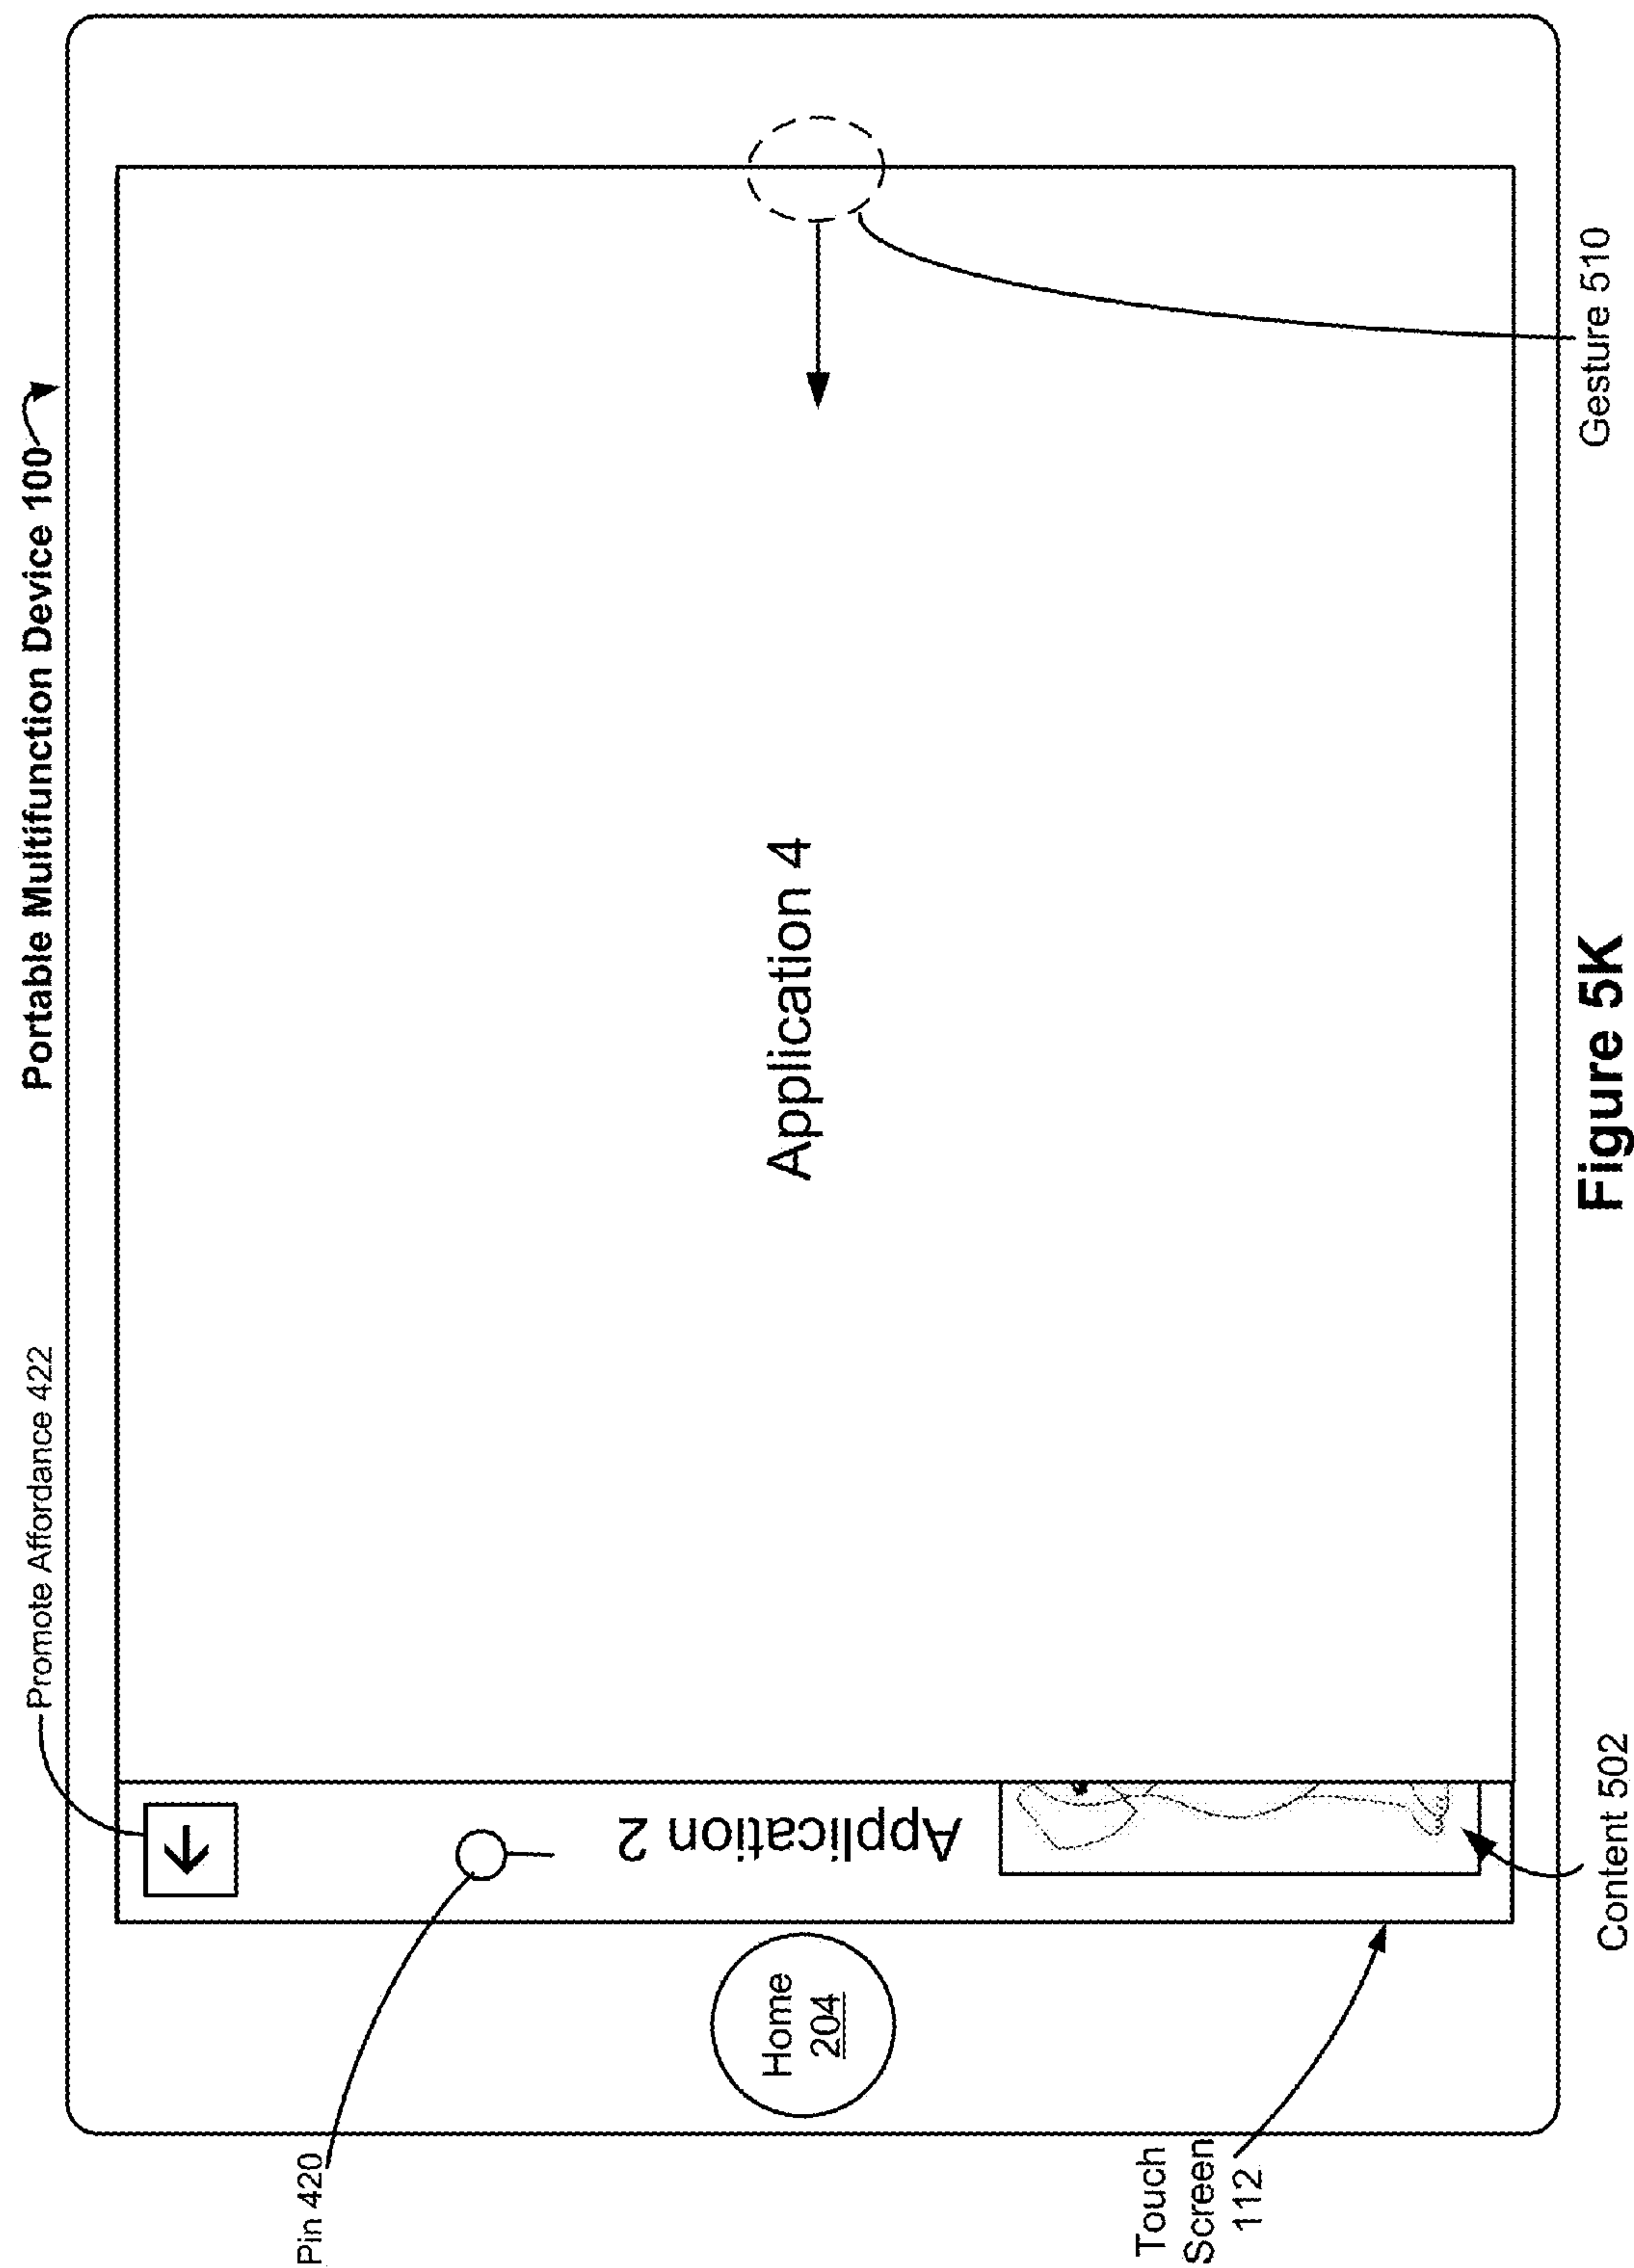 Portable Multifunction Device 100
Promote Affordance 422
Pin 420
Application 2
Application 4
Home
204
Touch
Screen
112
Content 502
Gesture 510
Figure 5K